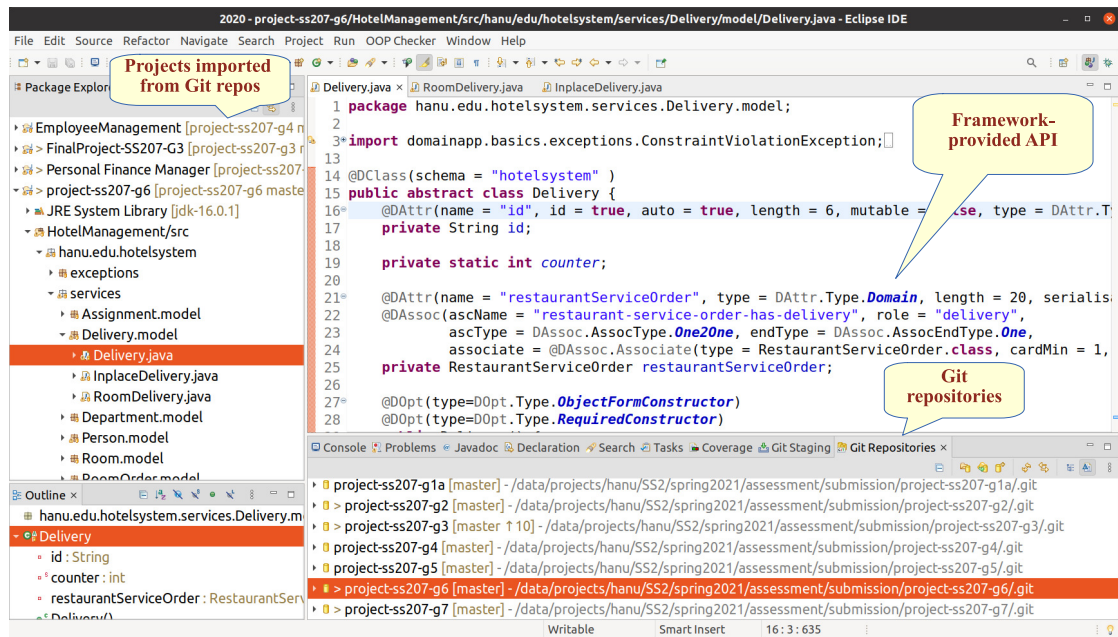 2020 - project-ss207-g6/HotelManagement/src/hanu/edu/hotelsystem/services/Delivery/model/Delivery.java - Eclipse IDE
File Edit Source Refactor Navigate Search Project Run OOP Checker Window Help
Projects imported
from Git repos
Package Explor
EmployeeManagement [project-ss207-g4 m
> FinalProject-SS207-G3 [project-ss207-g3 r
> Personal Finance Manager [project-ss207-
> project-ss207-g6 [project-ss207-g6 maste
JRE System Library [jdk-16.0.1]
HotelManagement/src
hanu.edu.hotelsystem
exceptions
services
Assignment.model
Delivery.model
Delivery.java
InplaceDelivery.java
RoomDelivery.java
Department.model
Person.model
Room.model
RoomOrder.model
Delivery.java × RoomDelivery.java InplaceDelivery.java
1 package hanu.edu.hotelsystem.services.Delivery.model;
2
3 import domainapp.basics.exceptions.ConstraintViolationException;
13
14 @DClass(schema = "hotelsystem" )
15 public abstract class Delivery {
16 @DAttr(name = "id", id = true, auto = true, length = 6, mutable = lse, type = DAttr.T
17 private String id;
18
19 private static int counter;
20
21 @DAttr(name = "restaurantServiceOrder", type = DAttr.Type.Domain, length = 20, serialis
22 @DAssoc(ascName = "restaurant-service-order-has-delivery", role = "delivery",
23 ascType = DAssoc.AssocType.One2One, endType = DAssoc.AssocEndType.One,
24 associate = @DAssoc.Associate(type = RestaurantServiceOrder.class, cardMin = 1,
25 private RestaurantServiceOrder restaurantServiceOrder;
26
27 @DOpt(type=DOpt.Type.ObjectFormConstructor)
28 @DOpt(type=DOpt.Type.RequiredConstructor)
Framework-
provided API
Git
repositories
Outline ×
hanu.edu.hotelsystem.services.Delivery.m
Delivery
id : String
counter : int
restaurantServiceOrder : RestaurantServ
Delivery()
Console Problems Javadoc Declaration Search Tasks Coverage Git Staging Git Repositories ×
project-ss207-g1a [master] - /data/projects/hanu/SS2/spring2021/assessment/submission/project-ss207-g1a/.git
> project-ss207-g2 [master] - /data/projects/hanu/SS2/spring2021/assessment/submission/project-ss207-g2/.git
> project-ss207-g3 [master ↑10] - /data/projects/hanu/SS2/spring2021/assessment/submission/project-ss207-g3/.git
project-ss207-g4 [master] - /data/projects/hanu/SS2/spring2021/assessment/submission/project-ss207-g4/.git
project-ss207-g5 [master] - /data/projects/hanu/SS2/spring2021/assessment/submission/project-ss207-g5/.git
> project-ss207-g6 [master] - /data/projects/hanu/SS2/spring2021/assessment/submission/project-ss207-g6/.git
> project-ss207-g7 [master] - /data/projects/hanu/SS2/spring2021/assessment/submission/project-ss207-g7/.git
Writable Smart Insert 16 : 3 : 635